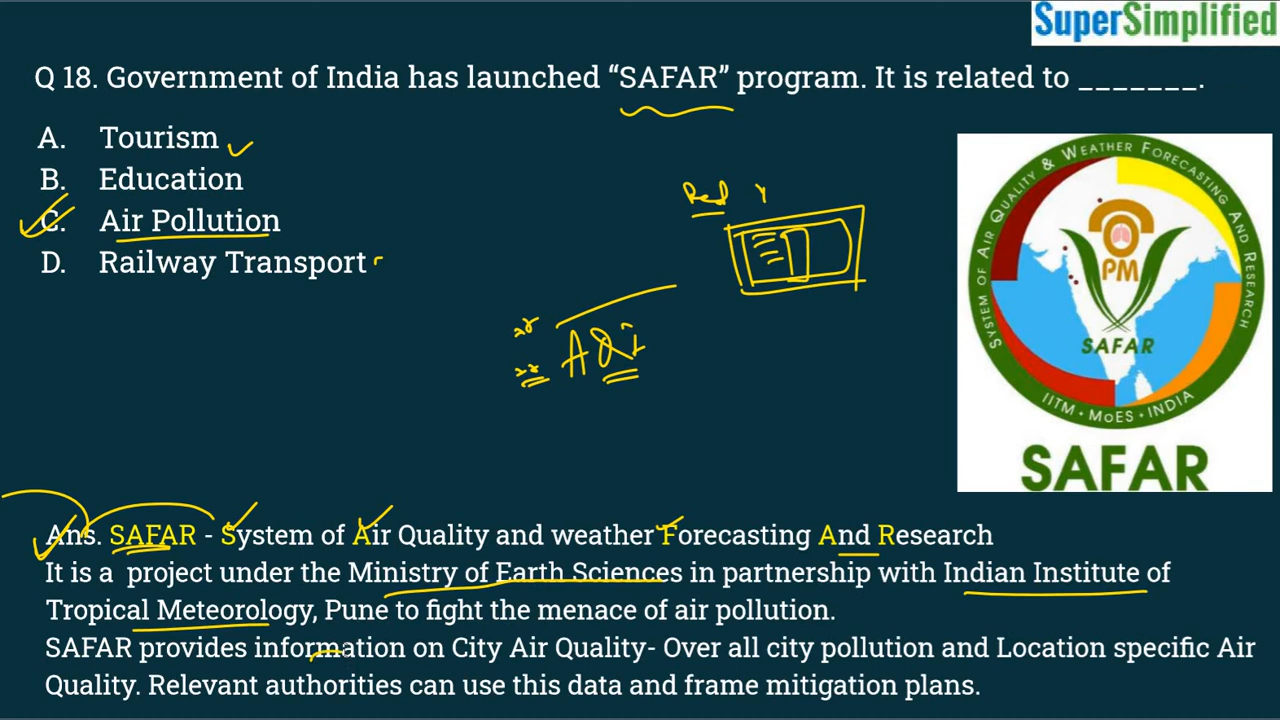 SuperSimplified
Q 18. Government of India has launched “SAFAR” program. It is related to _______.
A. Tourism
B. Education
C. Air Pollution
D. Railway Transport
Red
AQI
SYSTEM OF AIR QUALITY & WEATHER FORECASTING AND RESEARCH
PM
SAFAR
IITM • MoES • INDIA
SAFAR
Ans. SAFAR - System of Air Quality and weather Forecasting And Research
It is a project under the Ministry of Earth Sciences in partnership with Indian Institute of
Tropical Meteorology, Pune to fight the menace of air pollution.
SAFAR provides information on City Air Quality- Over all city pollution and Location specific Air
Quality. Relevant authorities can use this data and frame mitigation plans.